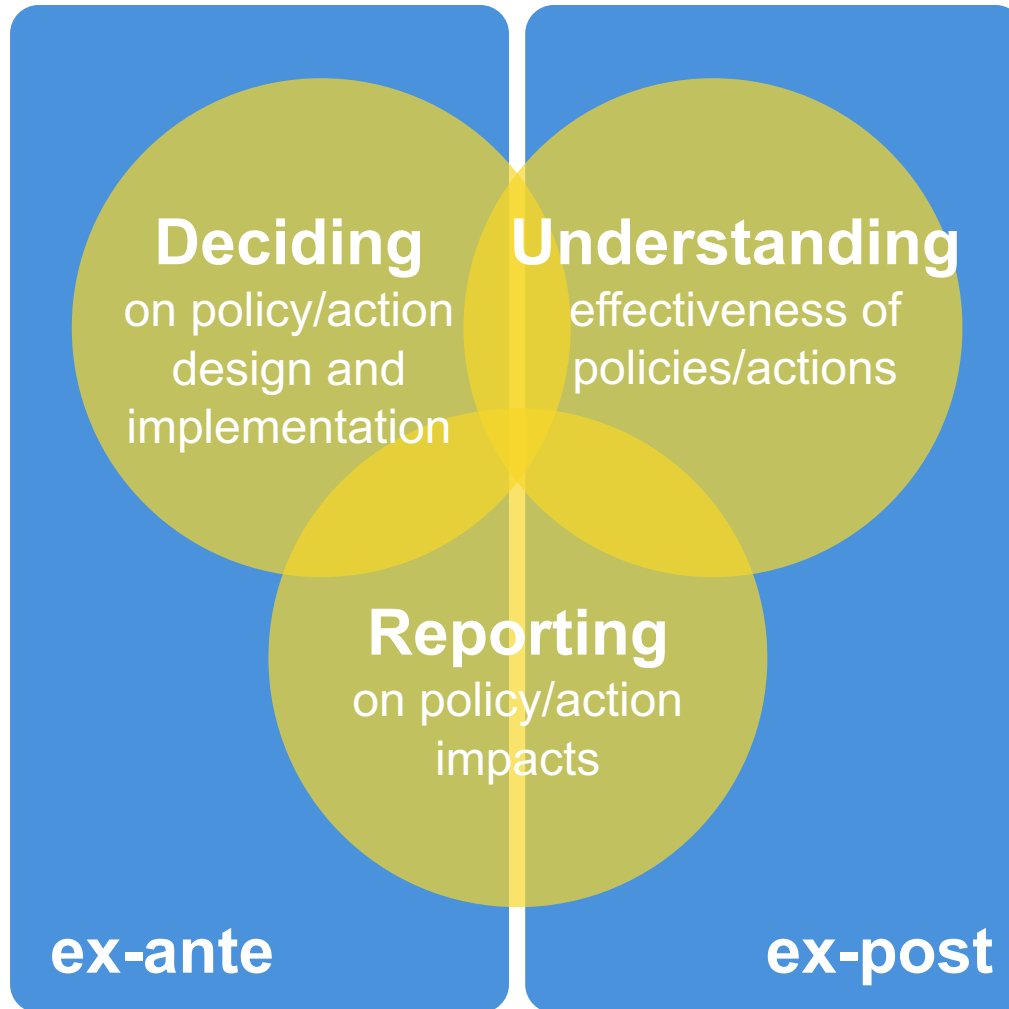 Deciding
on policy/action
design and
implementation
Understanding
effectiveness of
policies/actions
Reporting
on policy/action
impacts
ex-ante
ex-post